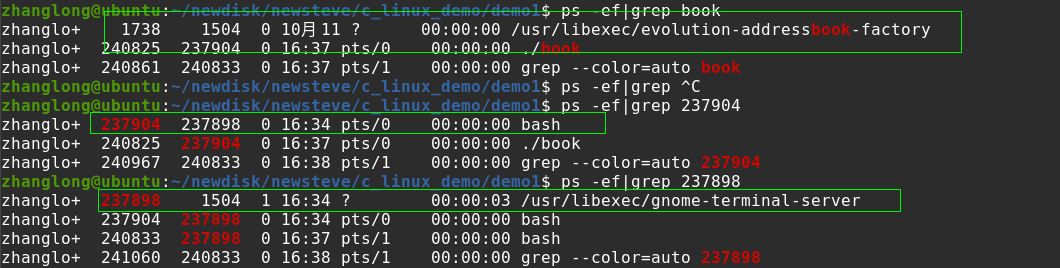 zhanglong@ubuntu:~/newdisk/newsteve/c_linux_demo/demo1$ ps -ef|grep book
zhanglo+    1738    1504  0 10月11 ?      00:00:00 /usr/libexec/evolution-addressbook-factory
zhanglo+  240825  237904  0 16:37 pts/0    00:00:00 ./book
zhanglo+  240861  240833  0 16:37 pts/1    00:00:00 grep --color=auto book
zhanglong@ubuntu:~/newdisk/newsteve/c_linux_demo/demo1$ ps -ef|grep ^C
zhanglong@ubuntu:~/newdisk/newsteve/c_linux_demo/demo1$ ps -ef|grep 237904
zhanglo+  237904  237898  0 16:34 pts/0    00:00:00 bash
zhanglo+  240825  237904  0 16:37 pts/0    00:00:00 ./book
zhanglo+  240967  240833  0 16:38 pts/1    00:00:00 grep --color=auto 237904
zhanglong@ubuntu:~/newdisk/newsteve/c_linux_demo/demo1$ ps -ef|grep 237898
zhanglo+  237898    1504  1 16:34 ?        00:00:03 /usr/libexec/gnome-terminal-server
zhanglo+  237904  237898  0 16:34 pts/0    00:00:00 bash
zhanglo+  240833  237898  0 16:37 pts/1    00:00:00 bash
zhanglo+  241060  240833  0 16:38 pts/1    00:00:00 grep --color=auto 237898